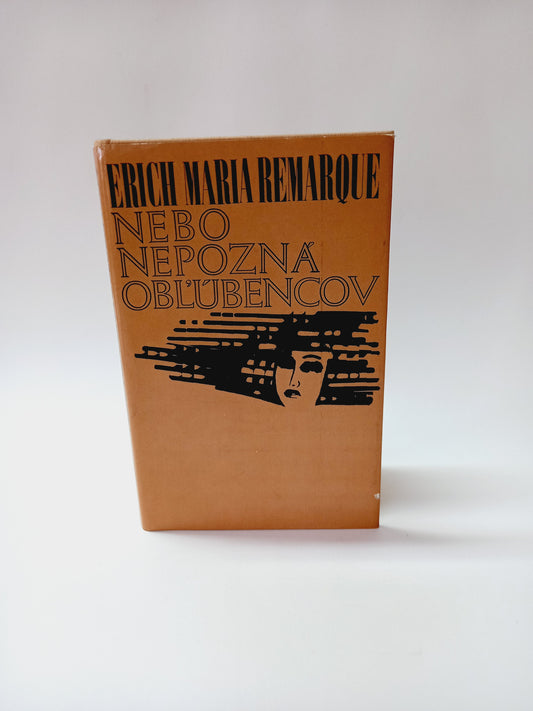 ERICH MARIA REMARQUE
NEBO
NEPOZNÁ
OBĽÚBENCOV